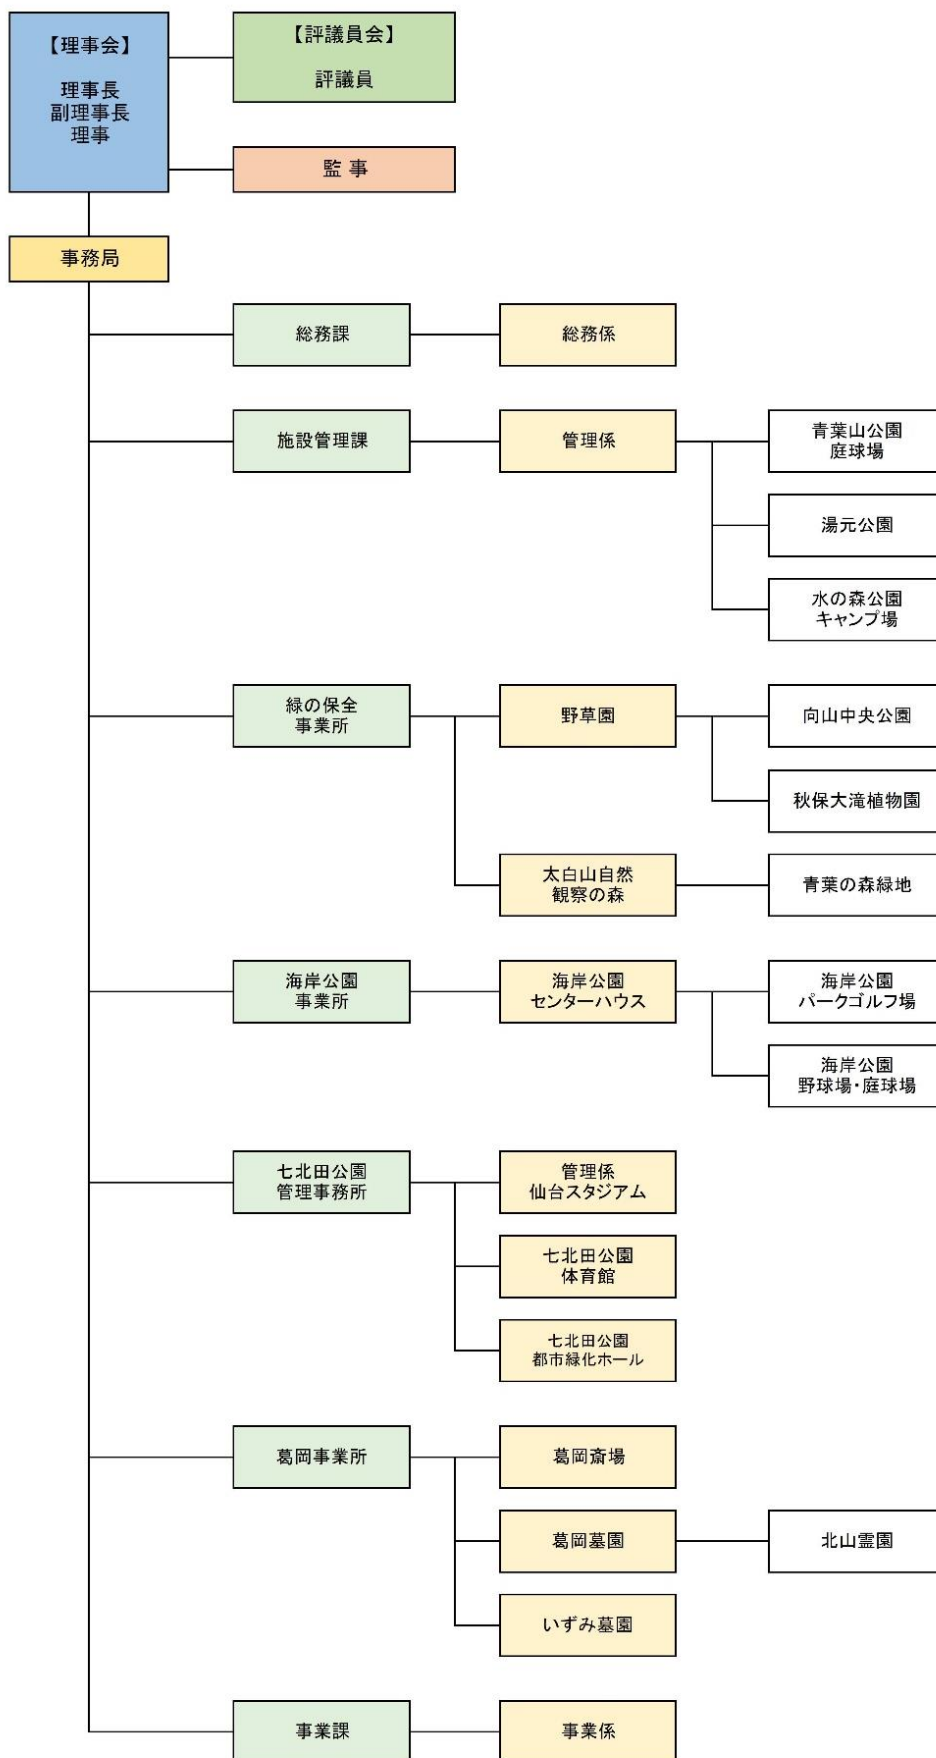 【理事会】
理事長
副理事長
理事
【評議員会】
評議員
監 事
事務局
総務課
総務係
施設管理課
管理係
青葉山公園
庭球場
湯元公園
水の森公園
キャンプ場
緑の保全
事業所
野草園
向山中央公園
秋保大滝植物園
太白山自然
観察の森
青葉の森緑地
海岸公園
事業所
海岸公園
センターハウス
海岸公園
パークゴルフ場
海岸公園
野球場・庭球場
七北田公園
管理事務所
管理係
仙台スタジアム
七北田公園
体育館
七北田公園
都市緑化ホール
葛岡事業所
葛岡斎場
葛岡墓園
北山霊園
いずみ墓園
事業課
事業係